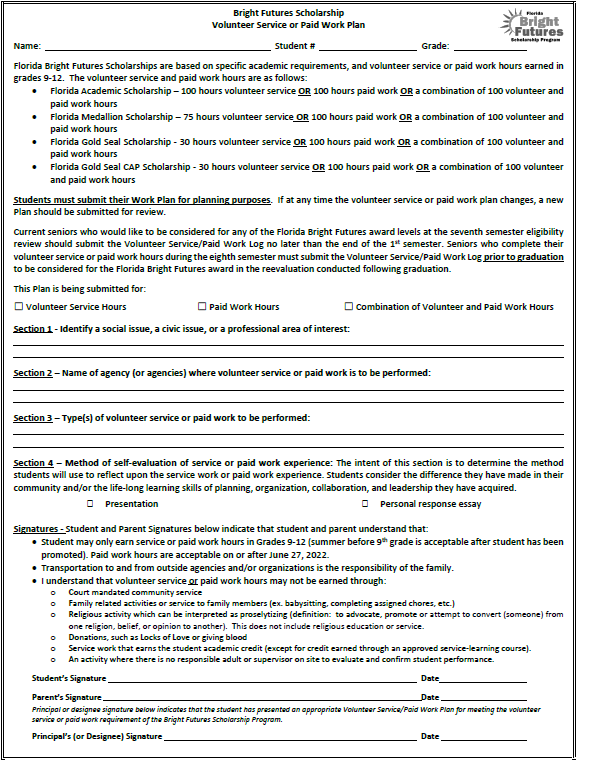 Bright Futures Scholarship
Volunteer Service or Paid Work Plan
Florida
Bright
Futures
Scholarship Program
Name: Student # Grade:
Florida Bright Futures Scholarships are based on specific academic requirements, and volunteer service or paid work hours earned in
grades 9-12. The volunteer service and paid work hours are as follows:
• Florida Academic Scholarship – 100 hours volunteer service OR 100 hours paid work OR a combination of 100 volunteer and
paid work hours
• Florida Medallion Scholarship – 75 hours volunteer service OR 100 hours paid work OR a combination of 100 volunteer and
paid work hours
• Florida Gold Seal Scholarship - 30 hours volunteer service OR 100 hours paid work OR a combination of 100 volunteer and
paid work hours
• Florida Gold Seal CAP Scholarship - 30 hours volunteer service OR 100 hours paid work OR a combination of 100 volunteer
and paid work hours
Students must submit their Work Plan for planning purposes. If at any time the volunteer service or paid work plan changes, a new
Plan should be submitted for review.
Current seniors who would like to be considered for any of the Florida Bright Futures award levels at the seventh semester eligibility
review should submit the Volunteer Service/Paid Work Log no later than the end of the 1st semester. Seniors who complete their
volunteer service or paid work hours during the eighth semester must submit the Volunteer Service/Paid Work Log prior to graduation
to be considered for the Florida Bright Futures award in the reevaluation conducted following graduation.
This Plan is being submitted for:
☐ Volunteer Service Hours ☐ Paid Work Hours ☐ Combination of Volunteer and Paid Work Hours
Section 1 - Identify a social issue, a civic issue, or a professional area of interest:
Section 2 – Name of agency (or agencies) where volunteer service or paid work is to be performed:
Section 3 – Type(s) of volunteer service or paid work to be performed:
Section 4 – Method of self-evaluation of service or paid work experience: The intent of this section is to determine the method
students will use to reflect upon the service work or paid work experience. Students consider the difference they have made in their
community and/or the life-long learning skills of planning, organization, collaboration, and leadership they have acquired.
☐ Presentation ☐ Personal response essay
Signatures - Student and Parent Signatures below indicate that student and parent understand that:
• Student may only earn service or paid work hours in Grades 9-12 (summer before 9th grade is acceptable after student has been
promoted). Paid work hours are acceptable on or after June 27, 2022.
• Transportation to and from outside agencies and/or organizations is the responsibility of the family.
• I understand that volunteer service or paid work hours may not be earned through:
o Court mandated community service
o Family related activities or service to family members (ex. babysitting, completing assigned chores, etc.)
o Religious activity which can be interpreted as proselytizing (definition: to advocate, promote or attempt to convert (someone) from
one religion, belief, or opinion to another). This does not include religious education or service.
o Donations, such as Locks of Love or giving blood
o Service work that earns the student academic credit (except for credit earned through an approved service-learning course).
o An activity where there is no responsible adult or supervisor on site to evaluate and confirm student performance.
Student's Signature Date
Parent's Signature Date
Principal or designee signature below indicates that the student has presented an appropriate Volunteer Service/Paid Work Plan for meeting the volunteer
service or paid work requirement of the Bright Futures Scholarship Program.
Principal's (or Designee) Signature Date